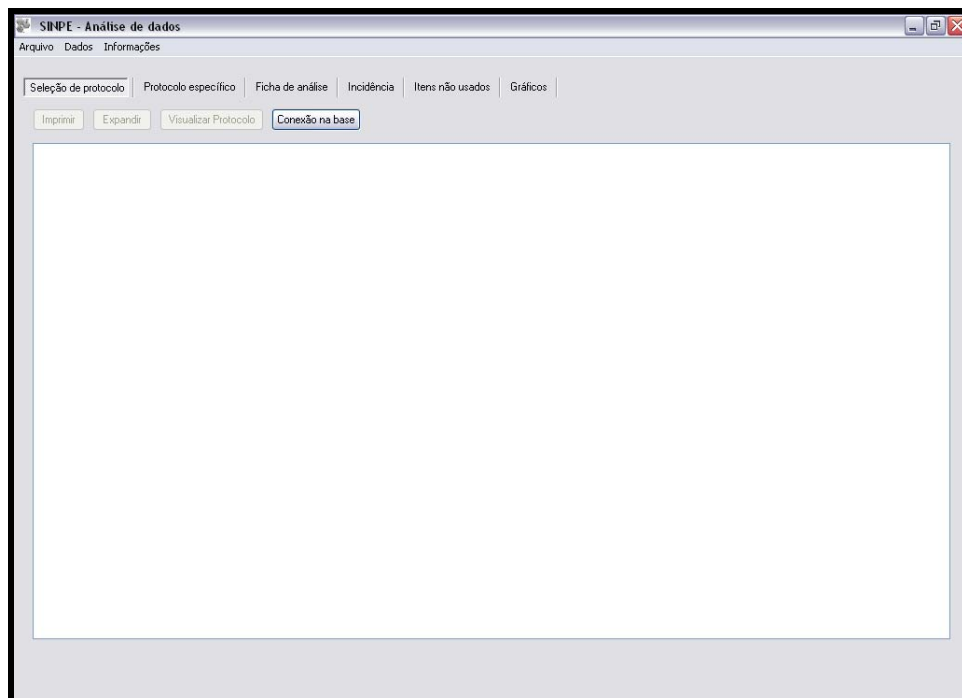 SINPE - Análise de dados
Arquivo Dados Informações
Seleção de protocolo Protocolo específico Ficha de análise Incidência Itens não usados Gráficos
Imprimir Expandir Visualizar Protocolo Conexão na base